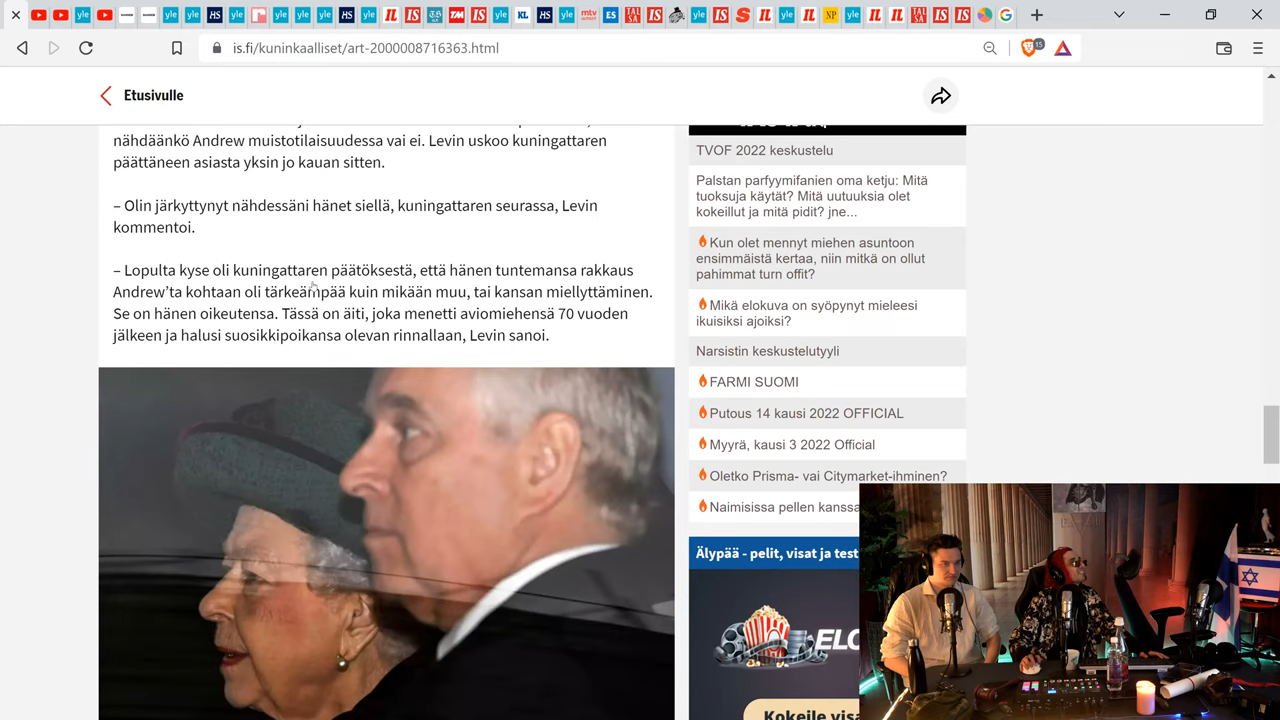 is.fi/kuninkaalliset/art-2000008716363.html
15
Etusivulle
nähdäänkö Andrew muistotilaisuudessa vai ei. Levin uskoo kuningattaren
päättäneen asiasta yksin jo kauan sitten.
– Olin järkyttynyt nähdessäni hänet siellä, kuningattaren seurassa, Levin
kommentoi.
– Lopulta kyse oli kuningattaren päätöksestä, että hänen tuntemansa rakkaus
Andrew’ta kohtaan oli tärkeämpää kuin mikään muu, tai kansan miellyttäminen.
Se on hänen oikeutensa. Tässä on äiti, joka menetti aviomiehensä 70 vuoden
jälkeen ja halusi suosikkipoikansa olevan rinnallaan, Levin sanoi.
TVOF 2022 keskustelu
Palstan parfyymifanien oma ketju: Mitä
tuoksuja käytät? Mitä uutuuksia olet
kokeillut ja mitä pidit? jne...
Kun olet mennyt miehen asuntoon
ensimmäistä kertaa, niin mitkä on ollut
pahimmat turn offit?
Mikä elokuva on syöpynyt mieleesi
ikuisiksi ajoiksi?
Narsistin keskustelutyyli
FARMI SUOMI
Putous 14 kausi 2022 OFFICIAL
Myyrä, kausi 3 2022 Official
Oletko Prisma- vai Citymarket-ihminen?
Naimisissa pellen kanssa
Älypää - pelit, visat ja test
ELO
Kokeile visa